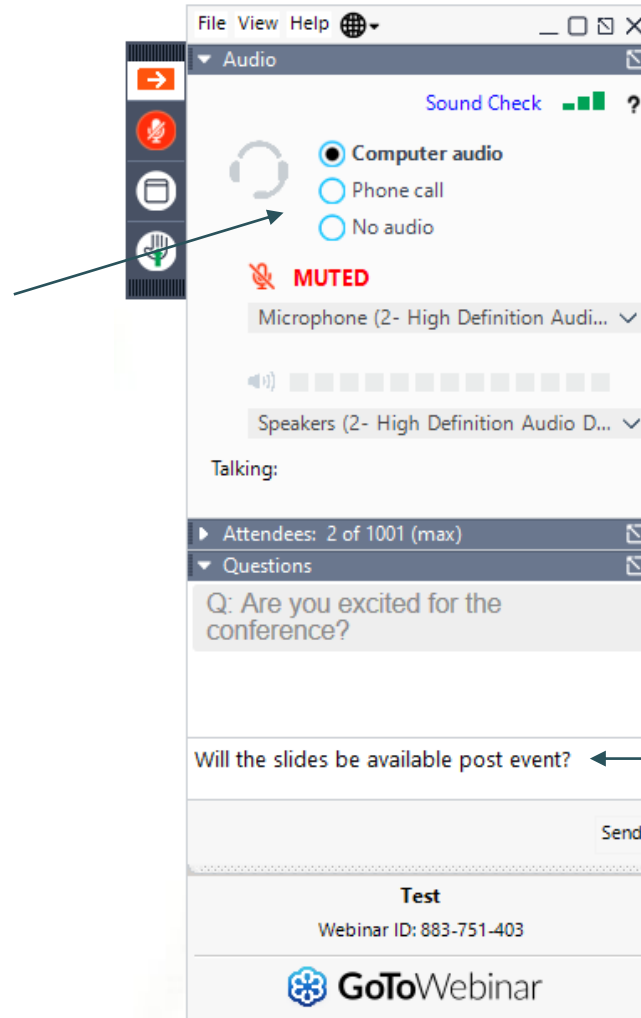 File View Help
Audio
Sound Check ?
Computer audio
Phone call
No audio
MUTED
Microphone (2- High Definition Audi...
Speakers (2- High Definition Audio D...
Talking:
Attendees: 2 of 1001 (max)
Questions
Q: Are you excited for the
conference?
Will the slides be available post event?
Send
Test
Webinar ID: 883-751-403
GoToWebinar